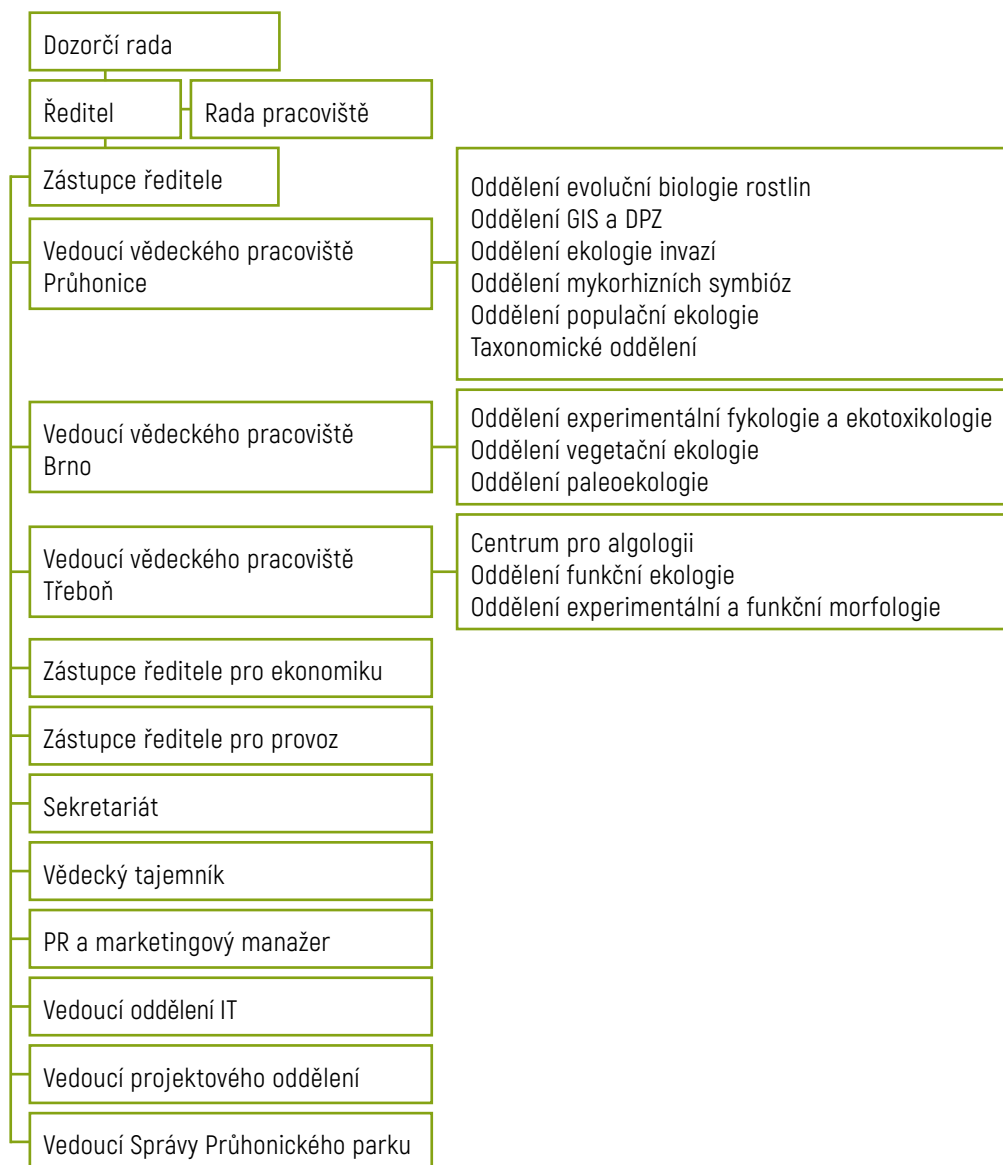 Dozorčí rada
Ředitel
Rada pracoviště
Zástupce ředitele
Vedoucí vědeckého pracoviště
Průhonice
Oddělení evoluční biologie rostlin
Oddělení GIS a DPZ
Oddělení ekologie invazí
Oddělení mykorhizních symbióz
Oddělení populační ekologie
Taxonomické oddělení
Vedoucí vědeckého pracoviště
Brno
Oddělení experimentální fykologie a ekotoxikologie
Oddělení vegetační ekologie
Oddělení paleoekologie
Vedoucí vědeckého pracoviště
Třeboň
Centrum pro algologii
Oddělení funkční ekologie
Oddělení experimentální a funkční morfologie
Zástupce ředitele pro ekonomiku
Zástupce ředitele pro provoz
Sekretariát
Vědecký tajemník
PR a marketingový manažer
Vedoucí oddělení IT
Vedoucí projektového oddělení
Vedoucí Správy Průhonického parku